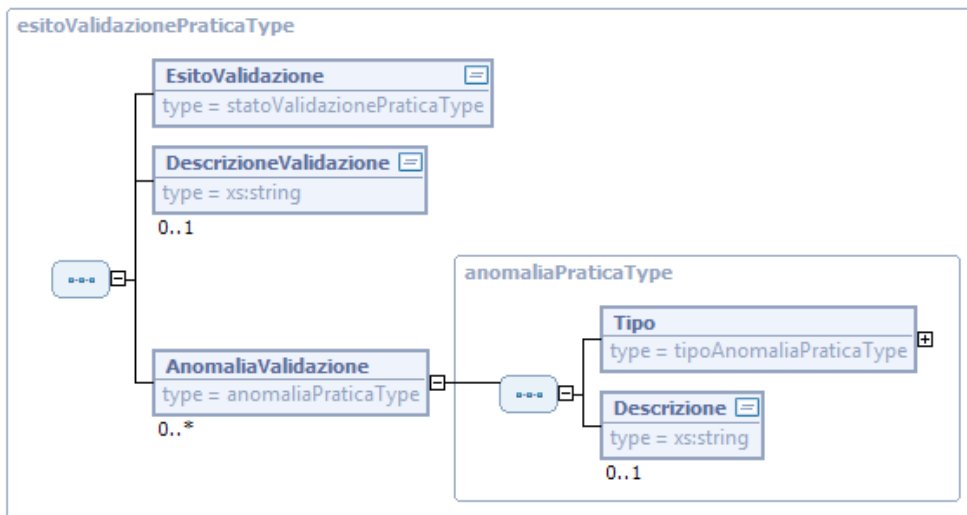 esitoValidazionePraticaType
EsitoValidazione
type = statoValidazionePraticaType
DescrizioneValidazione
type = xs:string
0..1
anomaliaPraticaType
Tipo
type = tipoAnomaliaPraticaType
AnomaliaValidazione
type = anomaliaPraticaType
0..*
Descrizione
type = xs:string
0..1